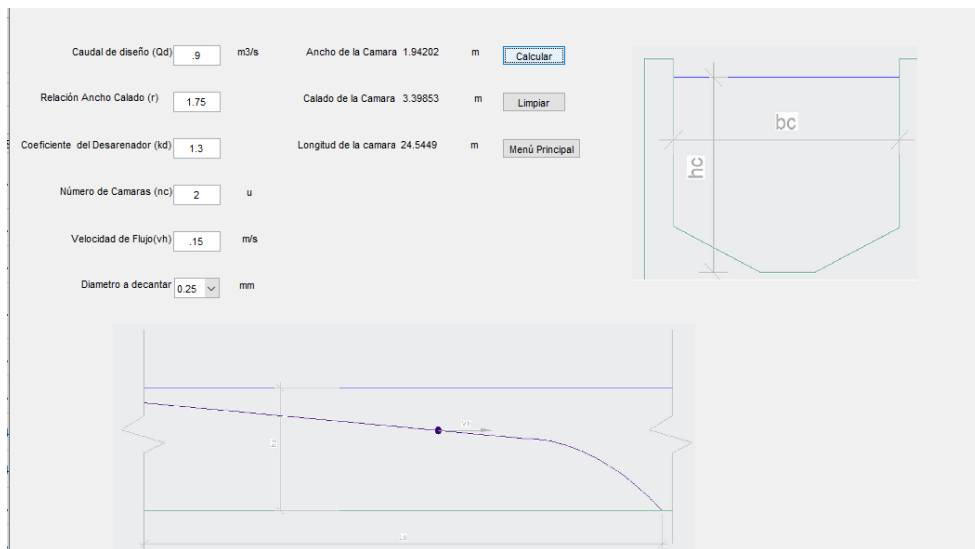 Caudal de diseño (Qd) .9 m3/s Ancho de la Camara 1.94202 m Calcular
Relación Ancho Calado (r) 1.75 Calado de la Camara 3.39853 m Limpiar
Coeficiente del Desarenador (kd) 1.3 Longitud de la camara 24.5449 m Menú Principal
Número de Camaras (nc) 2 u
Velocidad de Flujo(vh) .15 m/s
Diametro a decantar 0.25 mm
bc
hc